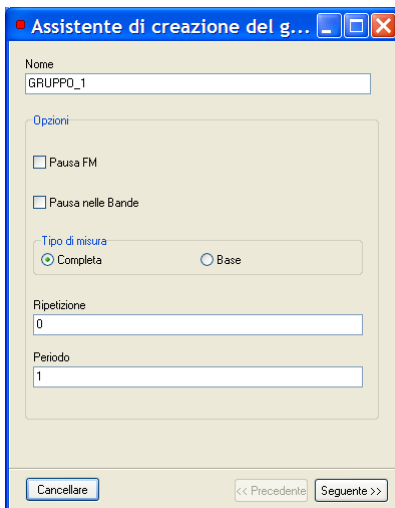 Assistente di creazione del g...
Nome
GRUPPO_1
Opzioni
Pausa FM
Pausa nelle Bande
Tipo di misura
Completa Base
Ripetizione
0
Periodo
1
Cancellare << Precedente Seguente >>